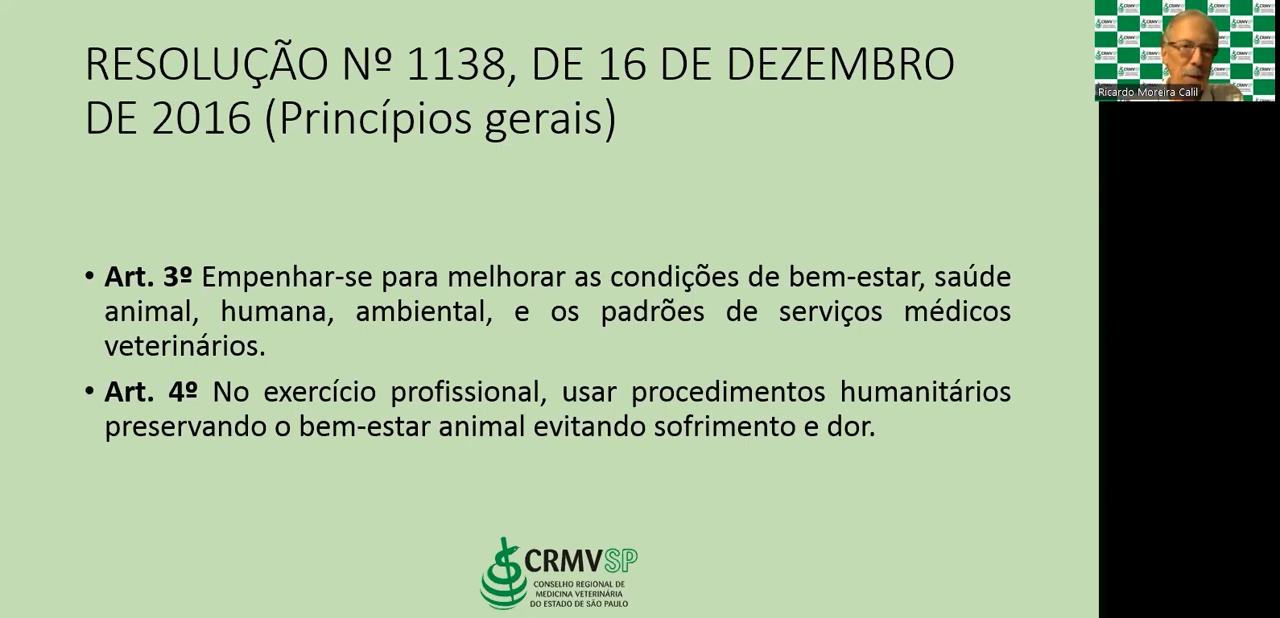 RESOLUÇÃO Nº 1138, DE 16 DE DEZEMBRO
DE 2016 (Princípios gerais)
Ricardo Moreira Calil
• Art. 3º Empenhar-se para melhorar as condições de bem-estar, saúde
animal, humana, ambiental, e os padrões de serviços médicos
veterinários.
• Art. 4º No exercício profissional, usar procedimentos humanitários
preservando o bem-estar animal evitando sofrimento e dor.
CRMVSP
CONSELHO REGIONAL DE
MEDICINA VETERINÁRIA
DO ESTADO DE SÃO PAULO